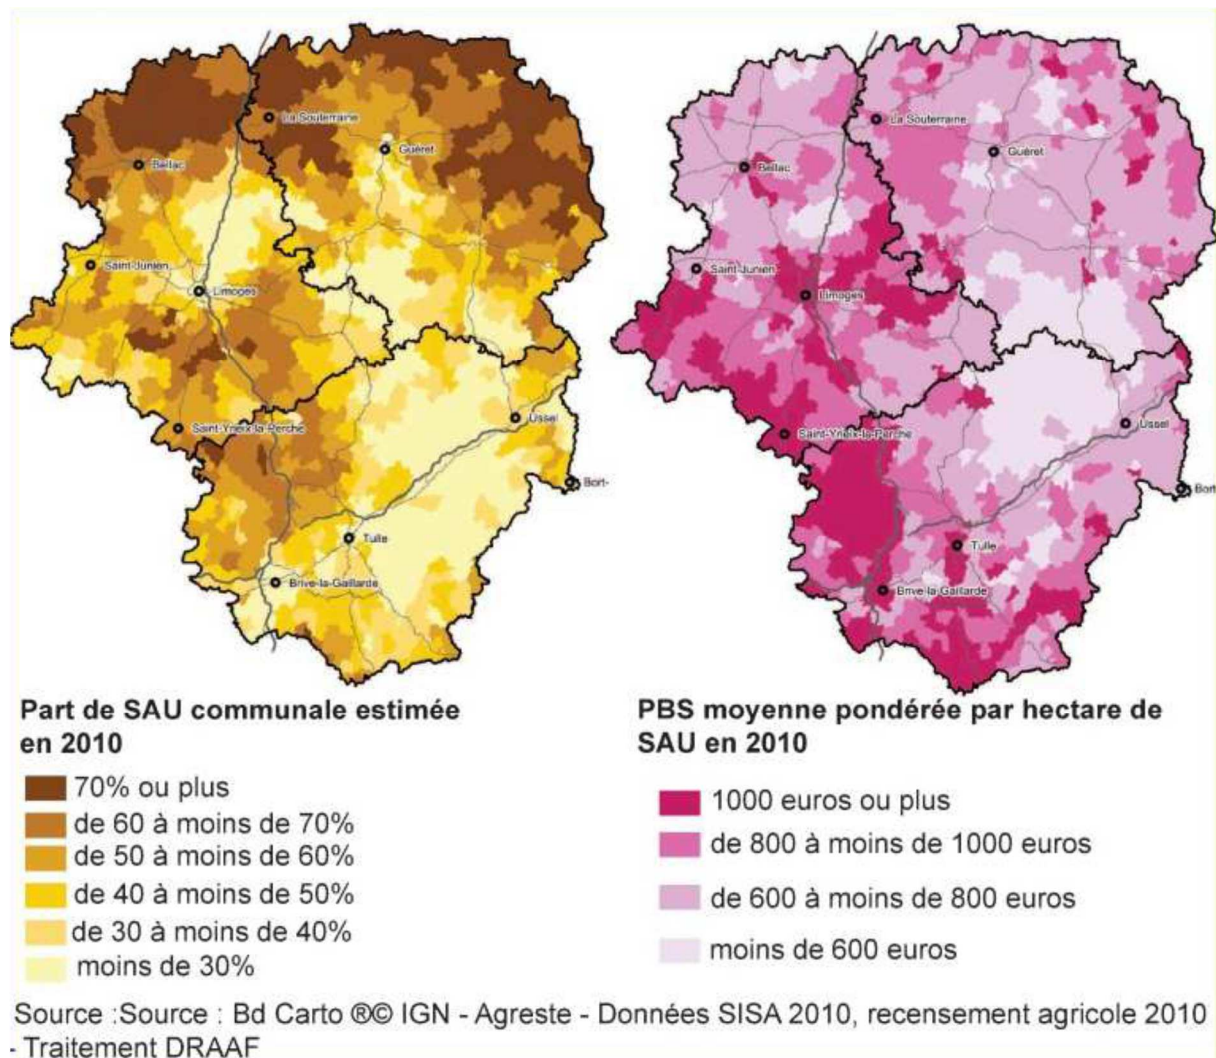 La Souterraine
Guéret
Bellac
Saint-Junien
Limoges
Saint-Yrieix-la-Perche
Ussel
Bort-
Tulle
Brive-la-Gaillarde
La Souterraine
Guéret
Bellac
Saint-Junien
Limoges
Saint-Yrieix-la-Perche
Ussel
Bort
Tulle
Brive-la-Gaillarde
Part de SAU communale estimée
en 2010
70% ou plus
de 60 à moins de 70%
de 50 à moins de 60%
de 40 à moins de 50%
de 30 à moins de 40%
moins de 30%
PBS moyenne pondérée par hectare de
SAU en 2010
1000 euros ou plus
de 800 à moins de 1000 euros
de 600 à moins de 800 euros
moins de 600 euros
Source :Source : Bd Carto ®© IGN - Agreste - Données SISA 2010, recensement agricole 2010
- Traitement DRAAF